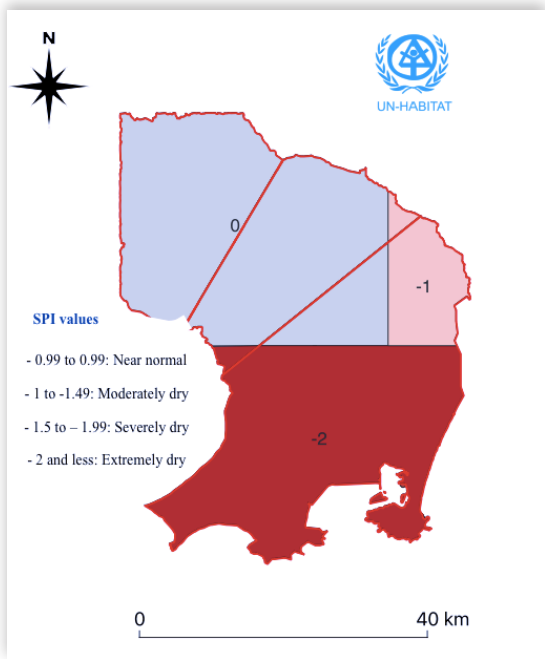 N
UN-HABITAT
0
-1
SPI values
- 0.99 to 0.99: Near normal
- 1 to -1.49: Moderately dry
- 1.5 to – 1.99: Severely dry
-2
- 2 and less: Extremely dry
0 40 km